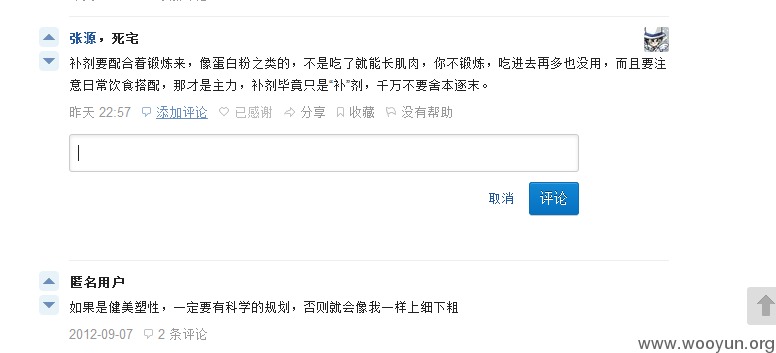 张源，死宅
补剂要配合着锻炼来，像蛋白粉之类的，不是吃了就能长肌肉，你不锻炼，吃进去再多也没用，而且要注
意日常饮食搭配，那才是主力，补剂毕竟只是“补”剂，千万不要舍本逐末。
昨天 22:57 添加评论 已感谢 分享 收藏 没有帮助
取消 评论
匿名用户
如果是健美塑性，一定要有科学的规划，否则就会像我一样上细下粗
2012-09-07 2 条评论
www.wooyun.org